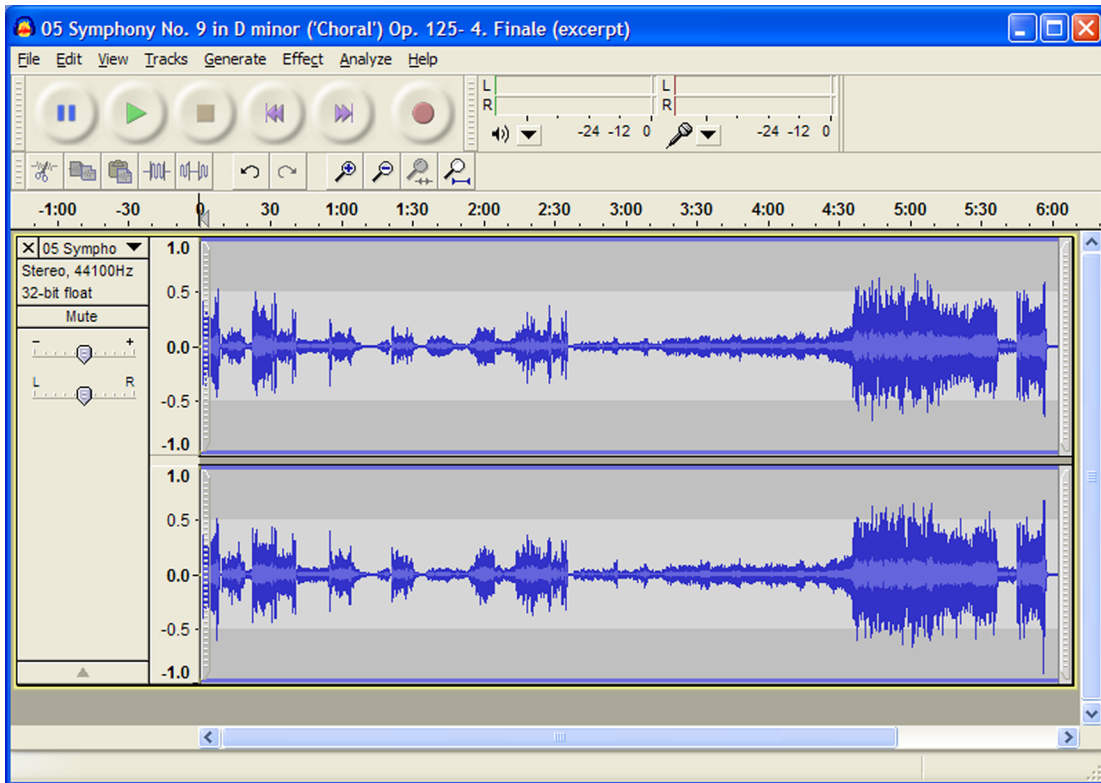 05 Symphony No. 9 in D minor ('Choral') Op. 125- 4. Finale (excerpt)
File Edit View Tracks Generate Effect Analyze Help
L L
R R
-24 -12 0 -24 -12 0
-1:00 -30 0 30 1:00 1:30 2:00 2:30 3:00 3:30 4:00 4:30 5:00 5:30 6:00
05 Sympho 1.0
Stereo, 44100Hz
32-bit float 0.5
Mute
- + 0.0
L R
-0.5
-1.0
1.0
0.5
0.0
-0.5
-1.0